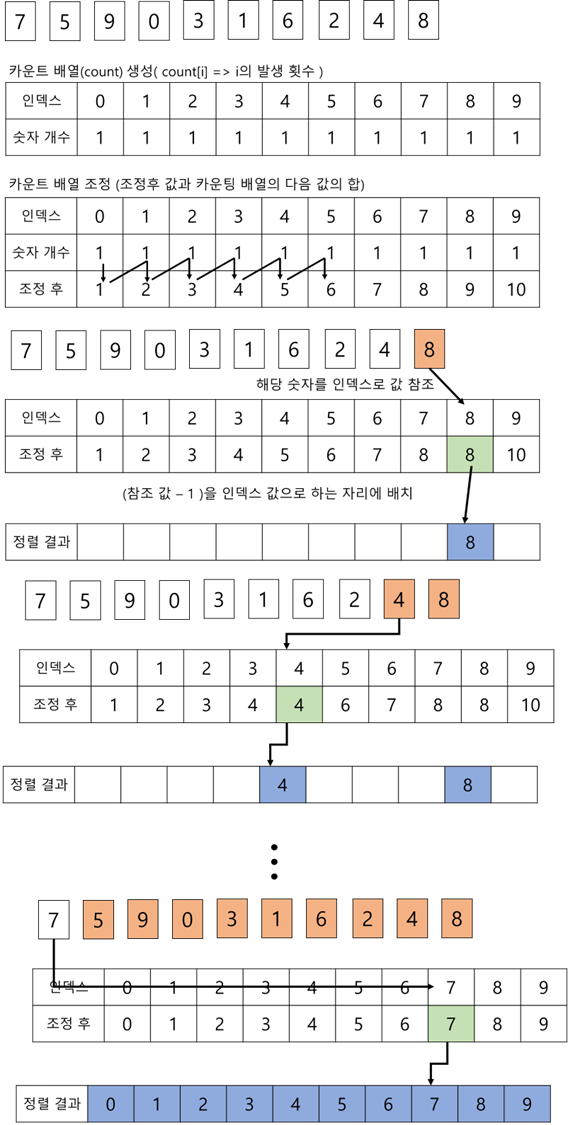 7 5 9 0 3 1 6 2 4 8
카운트 배열(count) 생성( count[i] => i의 발생 횟수 )
인덱스 0 1 2 3 4 5 6 7 8 9
숫자 개수 1 1 1 1 1 1 1 1 1 1
카운트 배열 조정 (조정후 값과 카운팅 배열의 다음 값의 합)
인덱스 0 1 2 3 4 5 6 7 8 9
숫자 개수 1 1 1 1 1 1 1 1 1 1
조정 후 1 2 3 4 5 6 7 8 9 10
7 5 9 0 3 1 6 2 4 8
해당 숫자를 인덱스로 값 참조
인덱스 0 1 2 3 4 5 6 7 8 9
조정 후 1 2 3 4 5 6 7 8 8 10
(참조 값 – 1 )을 인덱스 값으로 하는 자리에 배치
정렬 결과 8
7 5 9 0 3 1 6 2 4 8
인덱스 0 1 2 3 4 5 6 7 8 9
조정 후 1 2 3 4 4 6 7 8 8 10
정렬 결과 4 8
7 5 9 0 3 1 6 2 4 8
인덱스 0 1 2 3 4 5 6 7 8 9
조정 후 0 1 2 3 4 5 6 7 8 9
정렬 결과 0 1 2 3 4 5 6 7 8 9